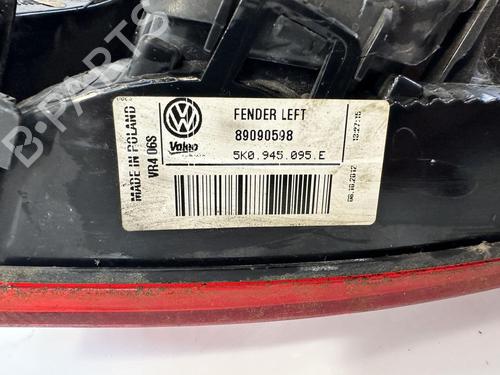 FENDER LEFT
89090598
5K0.945.095.E
Valeo
MADE IN POLAND
VR4 06S
13:27:15
08.10.2012
B-PARTS